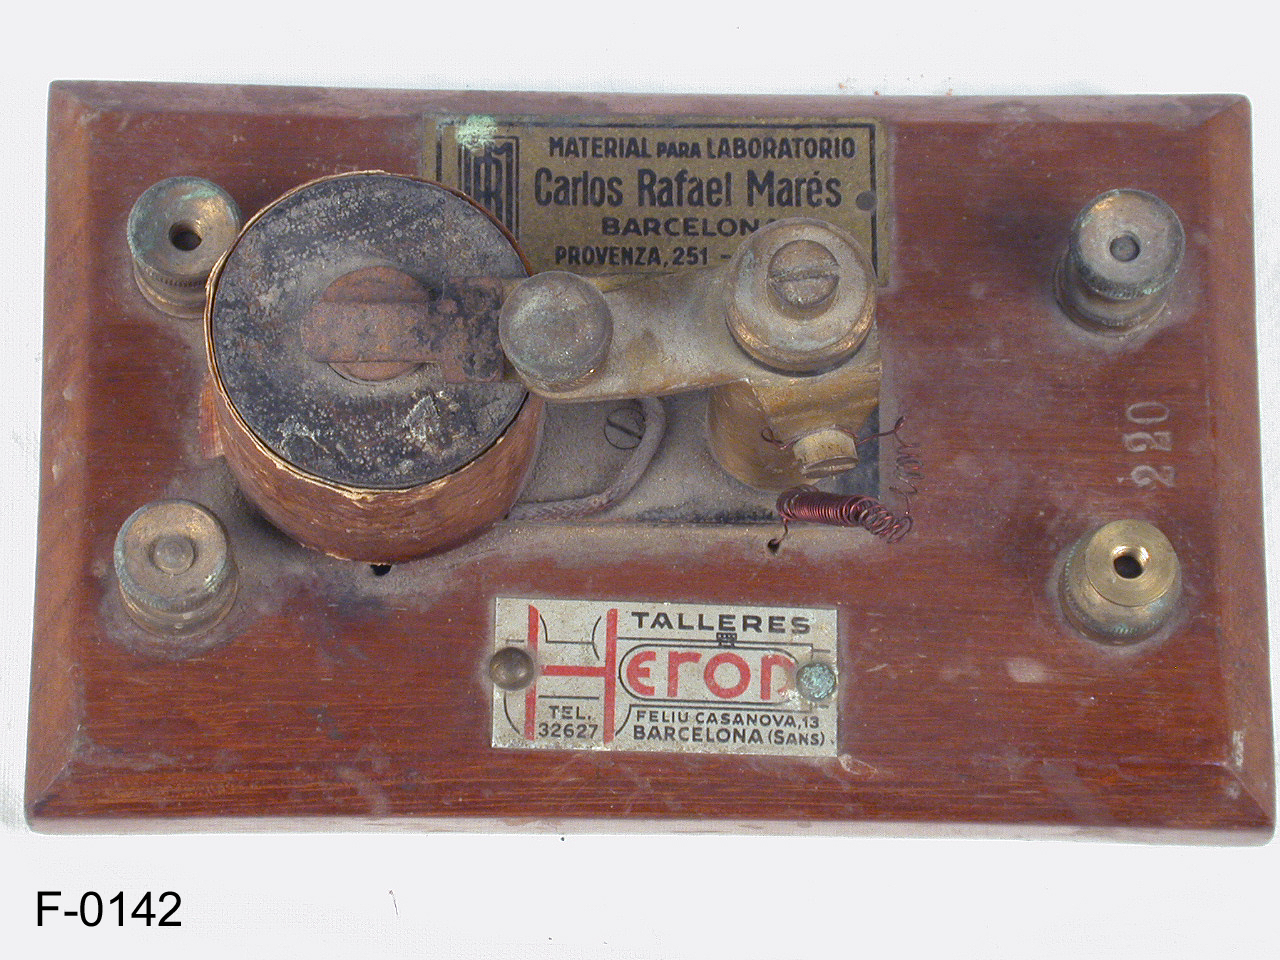 MATERIAL PARA LABORATORIO
Carlos Rafael Marés
BARCELONA
PROVENZA, 251 -
220
TALLERES
HERON
TEL.
32627
FELIU CASANOVA, 13
BARCELONA (SANS)
F-0142